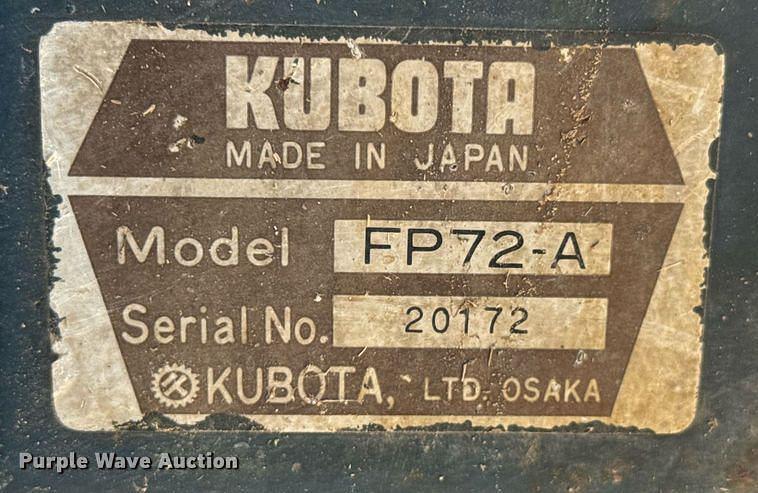 KUBOTA
MADE IN JAPAN
Model FP72-A
Serial No. 20172
KUBOTA, LTD. OSAKA
Purple Wave Auction